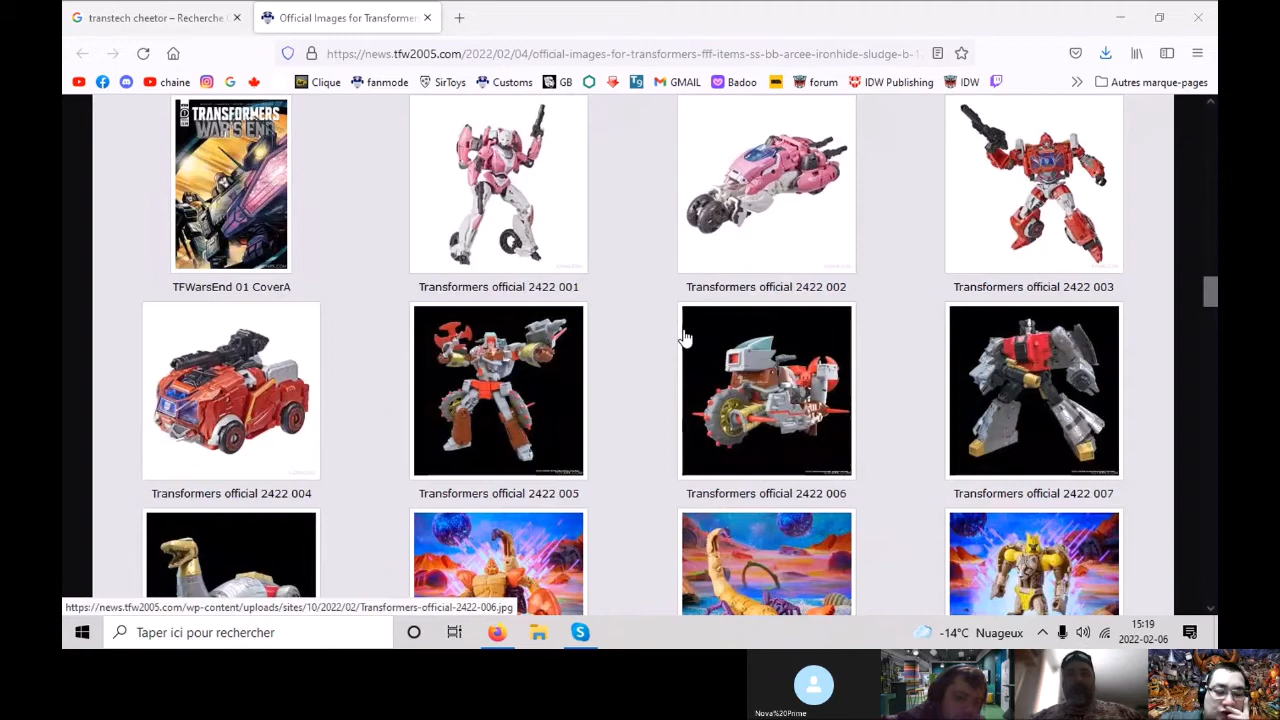 transtech cheetor – Recherche
Official Images for Transformer
https://news.tfw2005.com/2022/02/04/official-images-for-transformers-fff-items-ss-bb-arcee-ironhide-sludge-b-1
chaine
Clique
fanmode
SirToys
Customs
GB
GMAIL
Badoo
forum
IDW Publishing
IDW
Autres marque-pages
TRANSFORMERS
WAR'S END
TFWarsEnd 01 CoverA
Transformers official 2422 001
Transformers official 2422 002
Transformers official 2422 003
Transformers official 2422 004
Transformers official 2422 005
Transformers official 2422 006
Transformers official 2422 007
https://news.tfw2005.com/wp-content/uploads/sites/10/2022/02/Transformers-official-2422-006.jpg
Taper ici pour rechercher
-14°C Nuageux
15:19
2022-02-06
Nova%20Prime